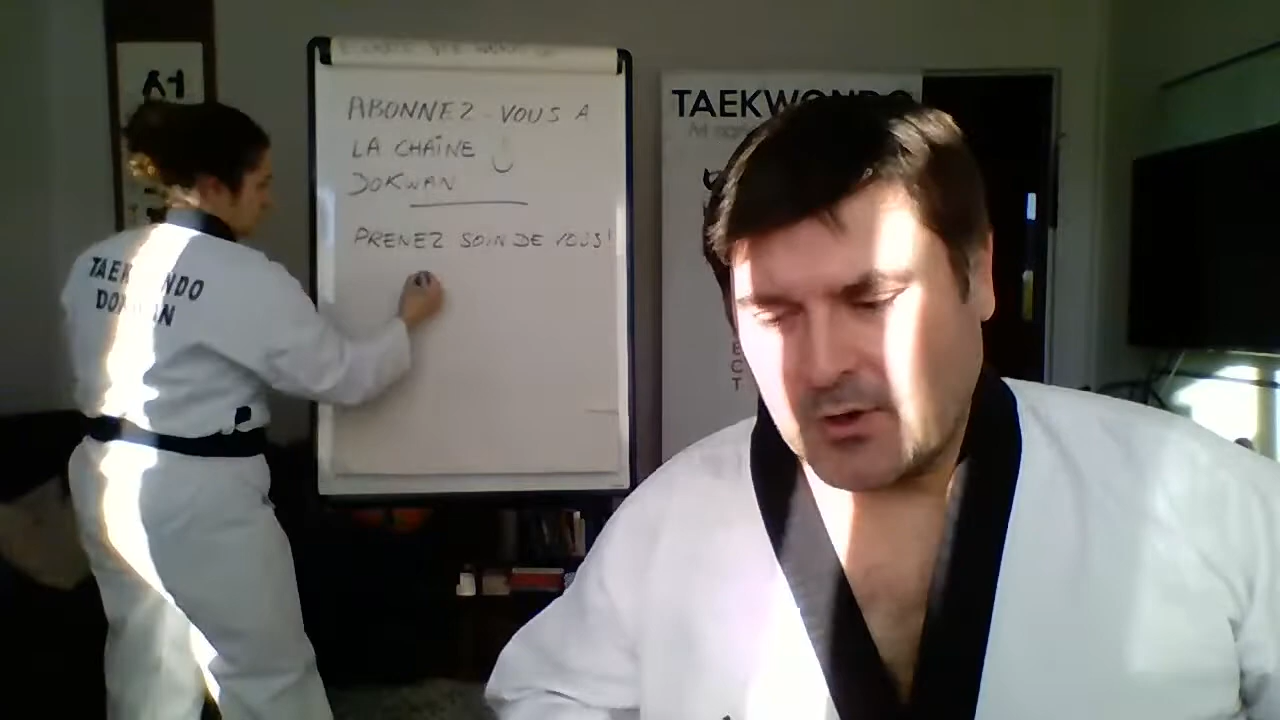 ABONNEZ-VOUS A
LA CHAÎNE
DOKWAN
PRENEZ SOIN DE VOUS!
TAEKWONDO
TAEKWONDO
DOKWAN
E
C
T